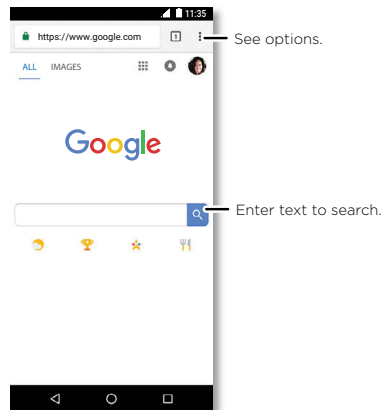 11:35
https://www.google.com
1
See options.
ALL IMAGES
Google
Enter text to search.